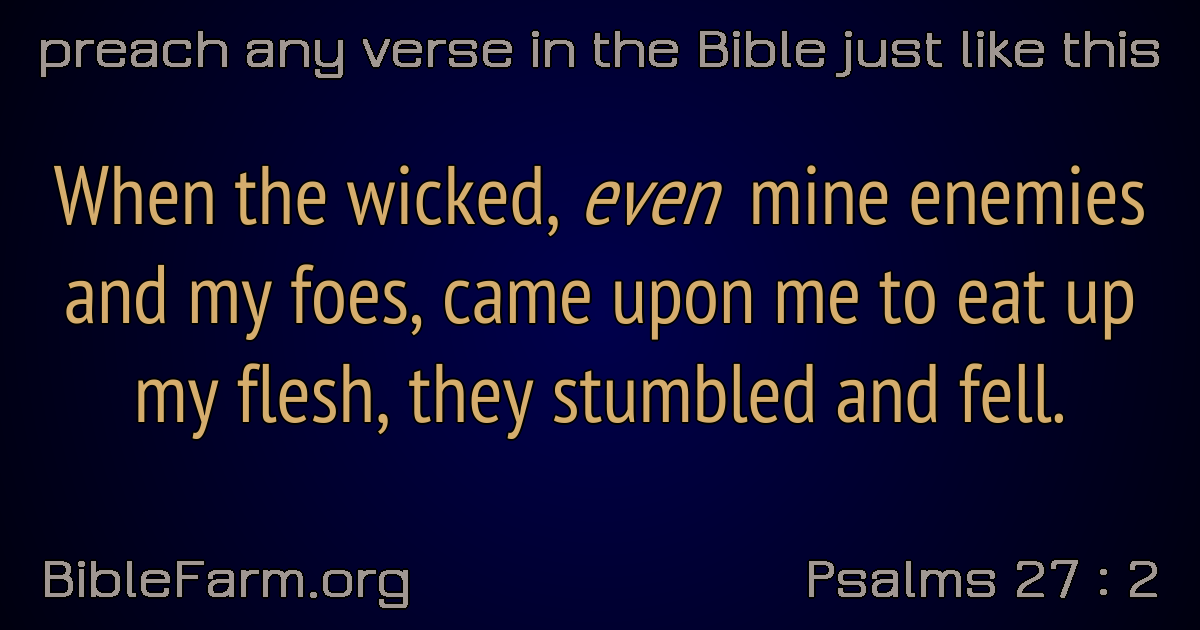 preach any verse in the Bible just like this
When the wicked, even mine enemies
and my foes, came upon me to eat up
my flesh, they stumbled and fell.
BibleFarm.org
Psalms 27 : 2